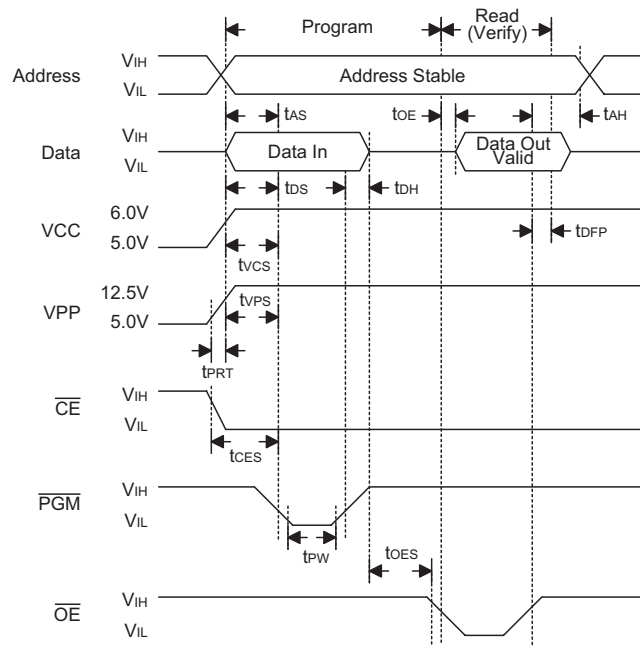 Program
Read
(Verify)
Address
VIH
VIL
Address Stable
tAS
tOE
tAH
Data
VIH
VIL
Data In
Data Out
Valid
tDS
tDH
tDFP
VCC
6.0V
5.0V
tVCS
VPP
12.5V
5.0V
tVPS
tPRT
CE
VIH
VIL
tCES
PGM
VIH
VIL
tPW
tOES
OE
VIH
VIL